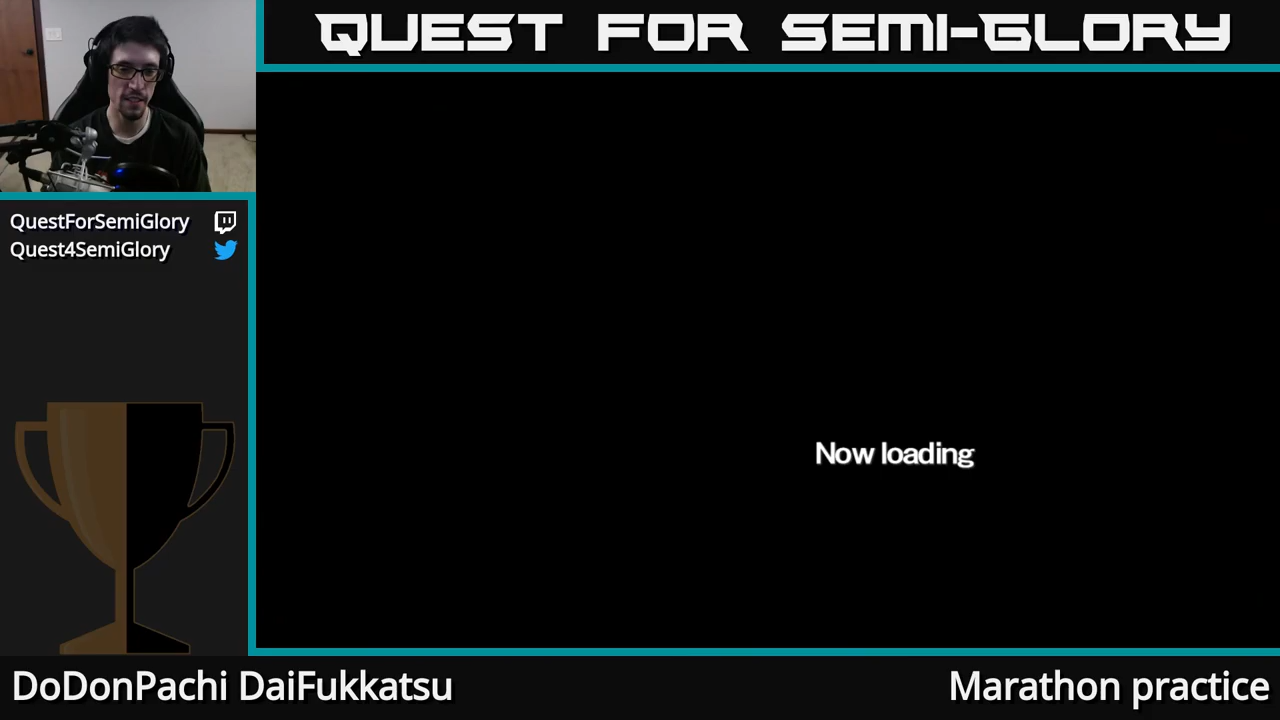 QUEST FOR SEMI-GLORY
QuestForSemiGlory
Quest4SemiGlory
Now loading
DoDonPachi DaiFukkatsu
Marathon practice